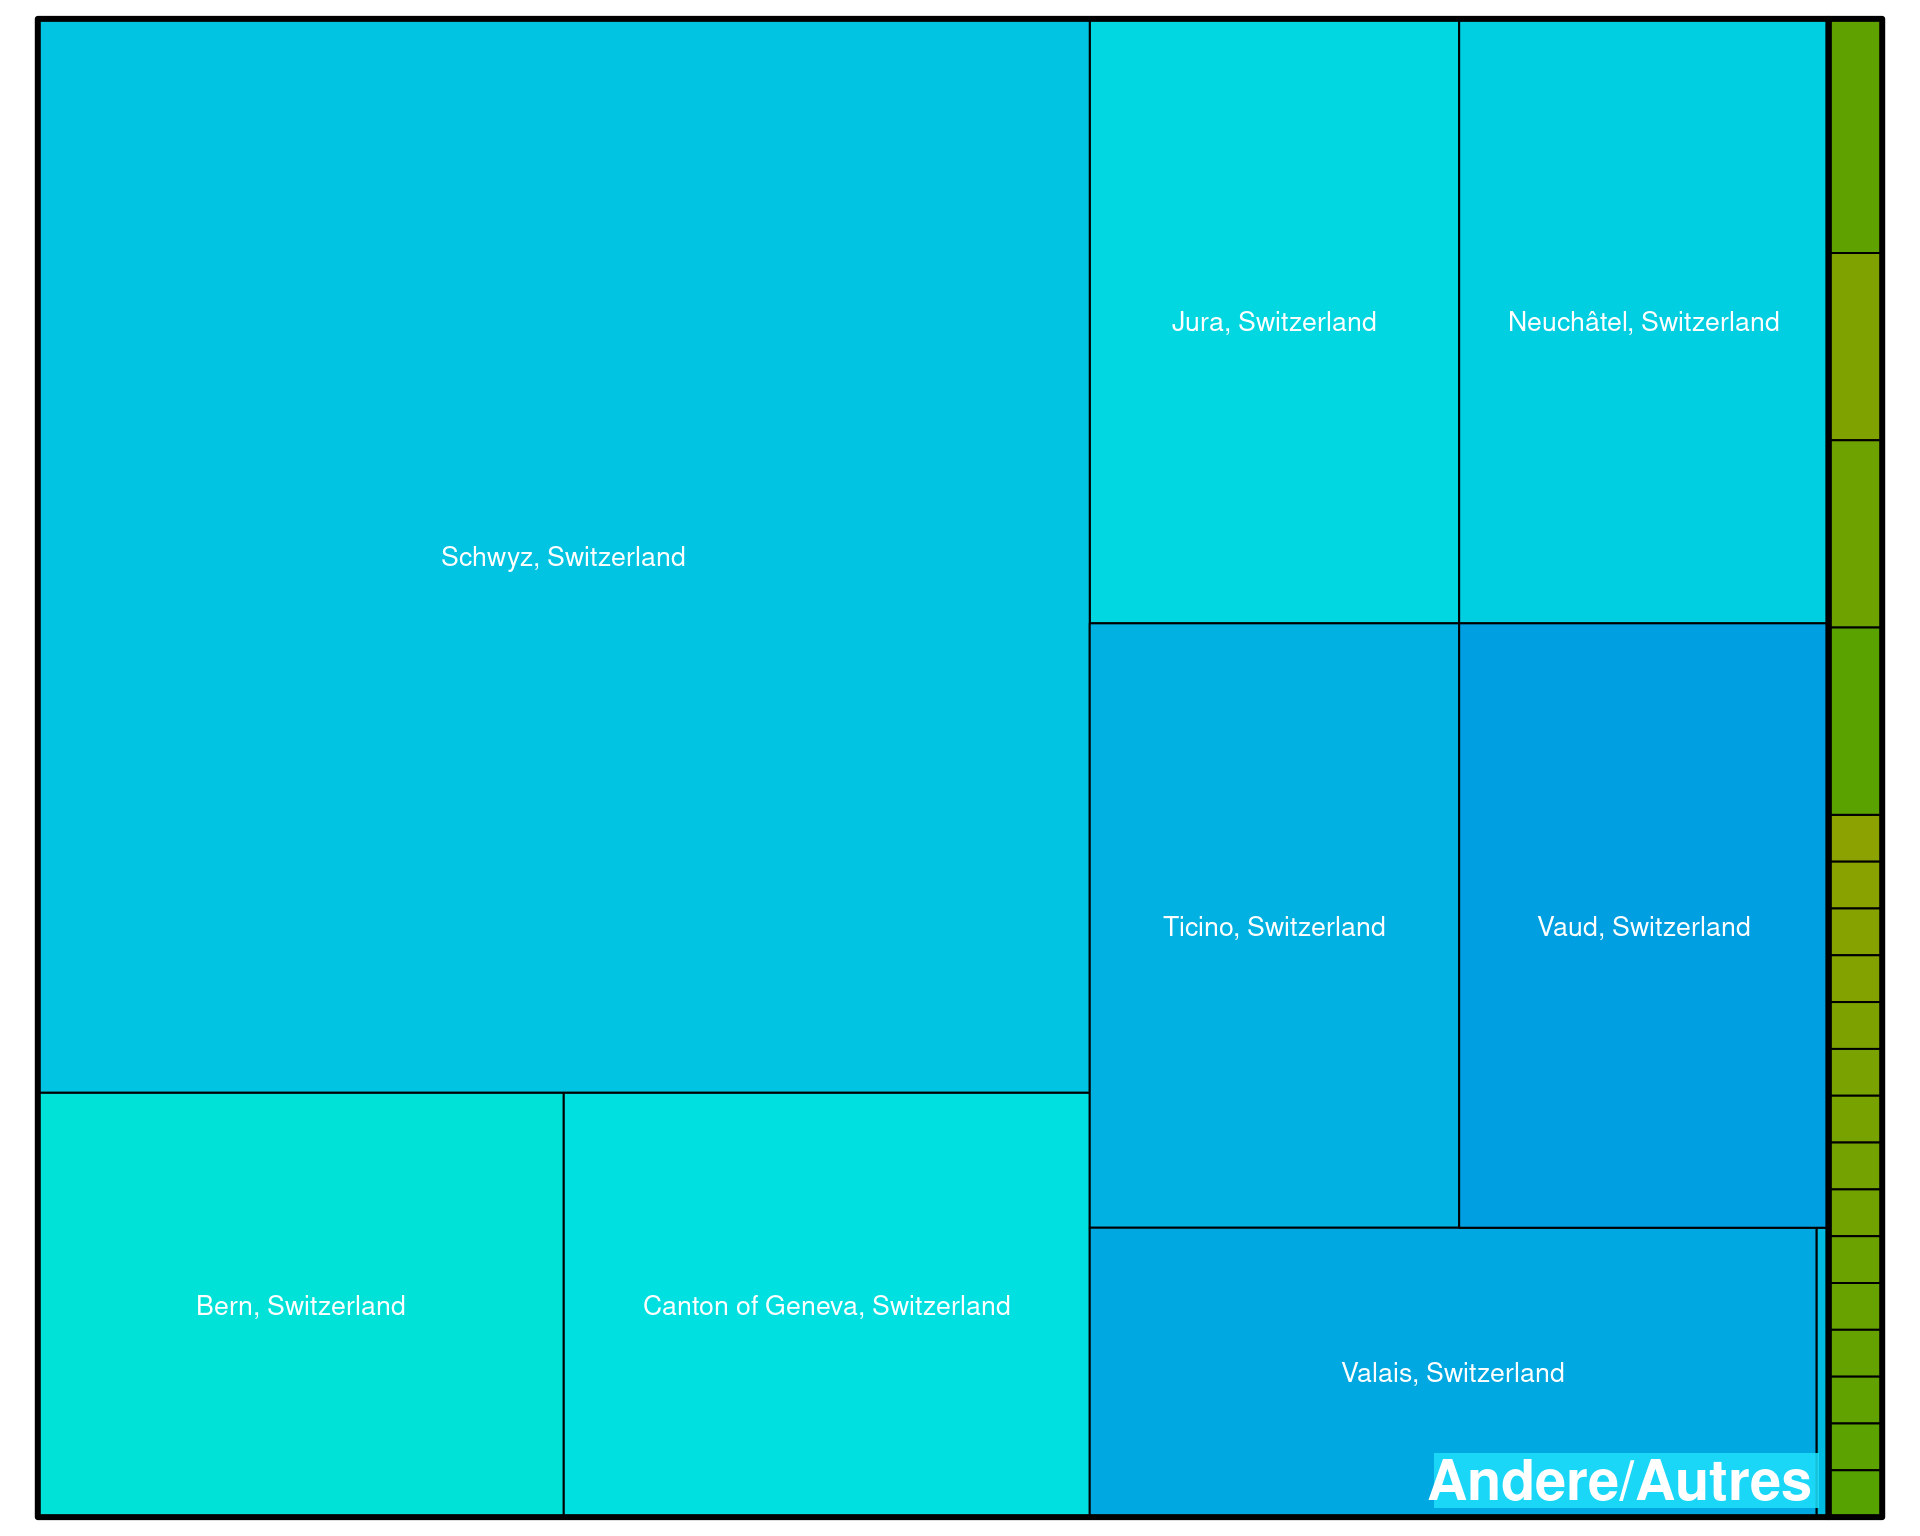 Jura, Switzerland
Neuchâtel, Switzerland
Schwyz, Switzerland
Ticino, Switzerland
Vaud, Switzerland
Bern, Switzerland
Canton of Geneva, Switzerland
Valais, Switzerland
Andere/Autres